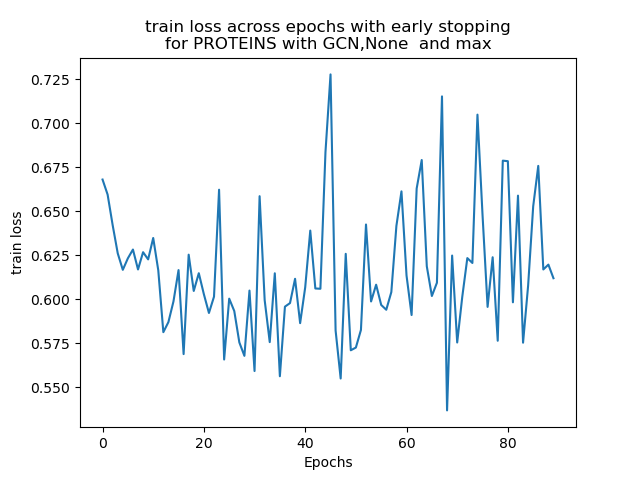 train loss across epochs with early stopping
for PROTEINS with GCN,None  and max
0.725
0.700
0.675
0.650
0.625
0.600
0.575
0.550
train loss
0 20 40 60 80
Epochs